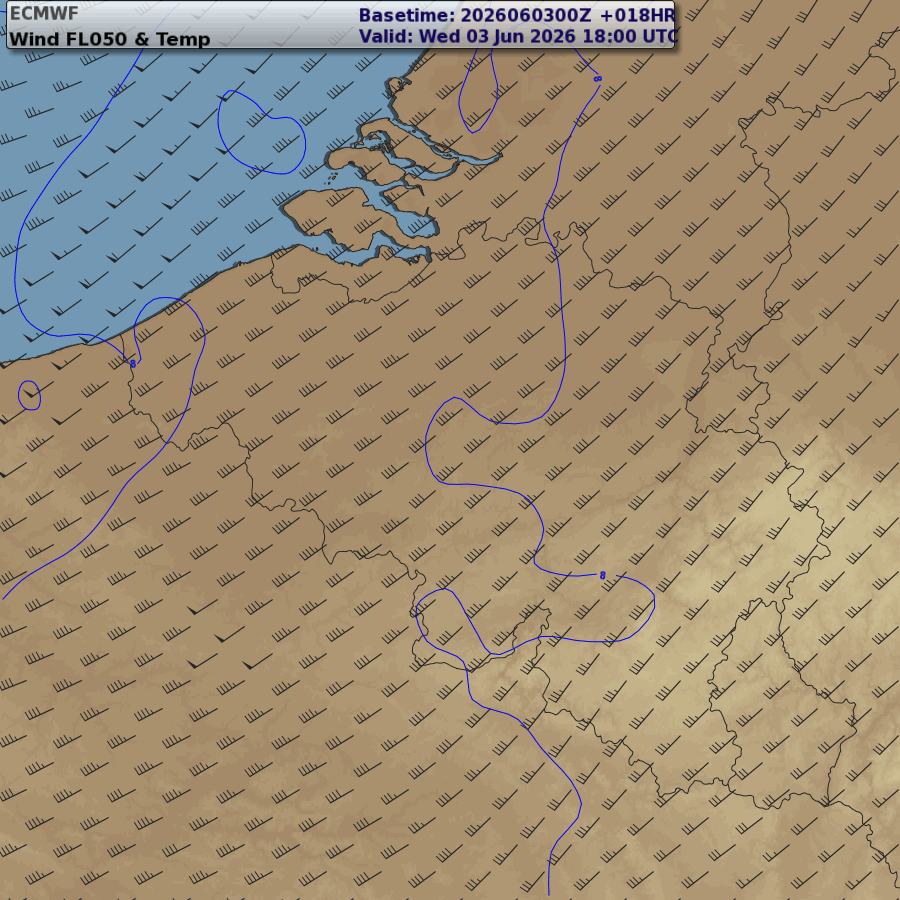 ECMWF
Basetime: 2026060300Z +018HR
Wind FL050 & Temp
Valid: Wed 03 Jun 2026 18:00 UTC
8
8
8